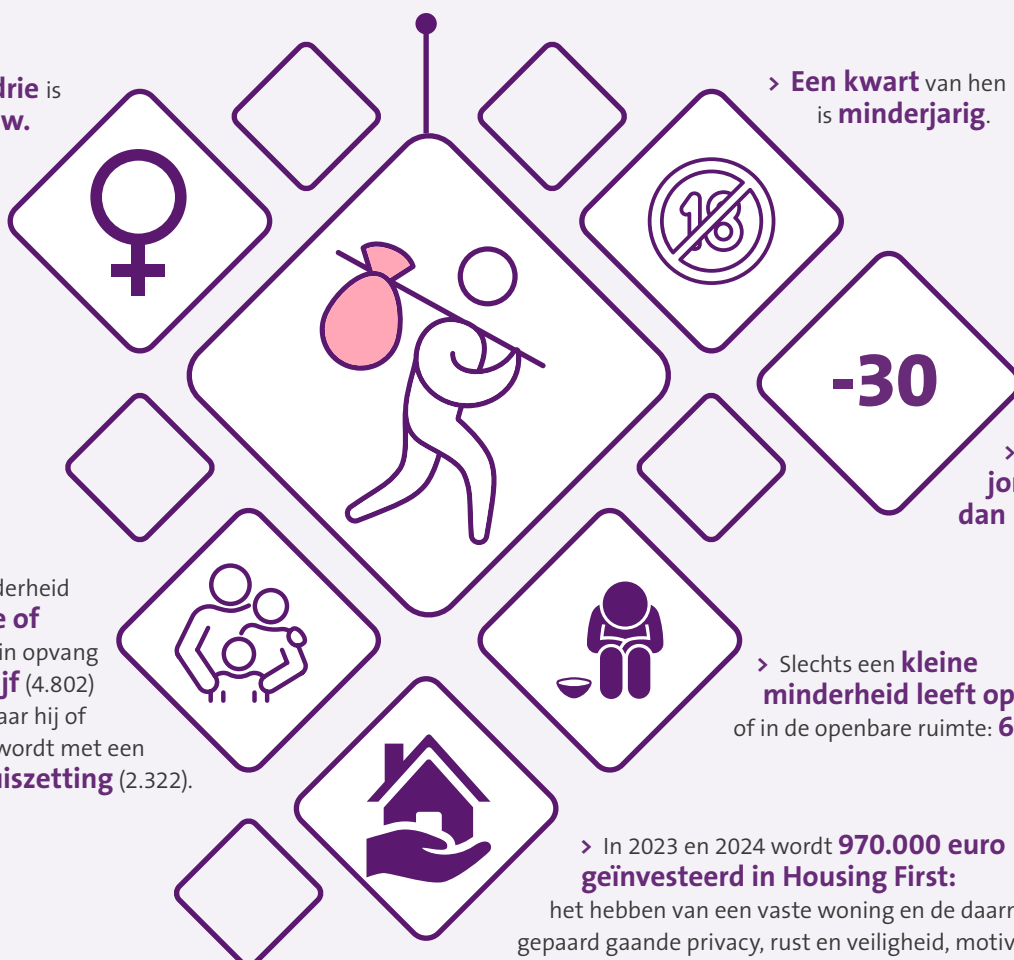 drie is
w.
> Een kwart van hen
is minderjarig.
18
-30
>
jo
dan
derheid
e of
in opvang
jf (4.802)
aar hij of
wordt met een
uiszetting (2.322).
> Slechts een kleine
minderheid leeft op
of in de openbare ruimte: 6
> In 2023 en 2024 wordt 970.000 euro
geïnvesteerd in Housing First:
het hebben van een vaste woning en de daarm
gepaard gaande privacy, rust en veiligheid, motiv